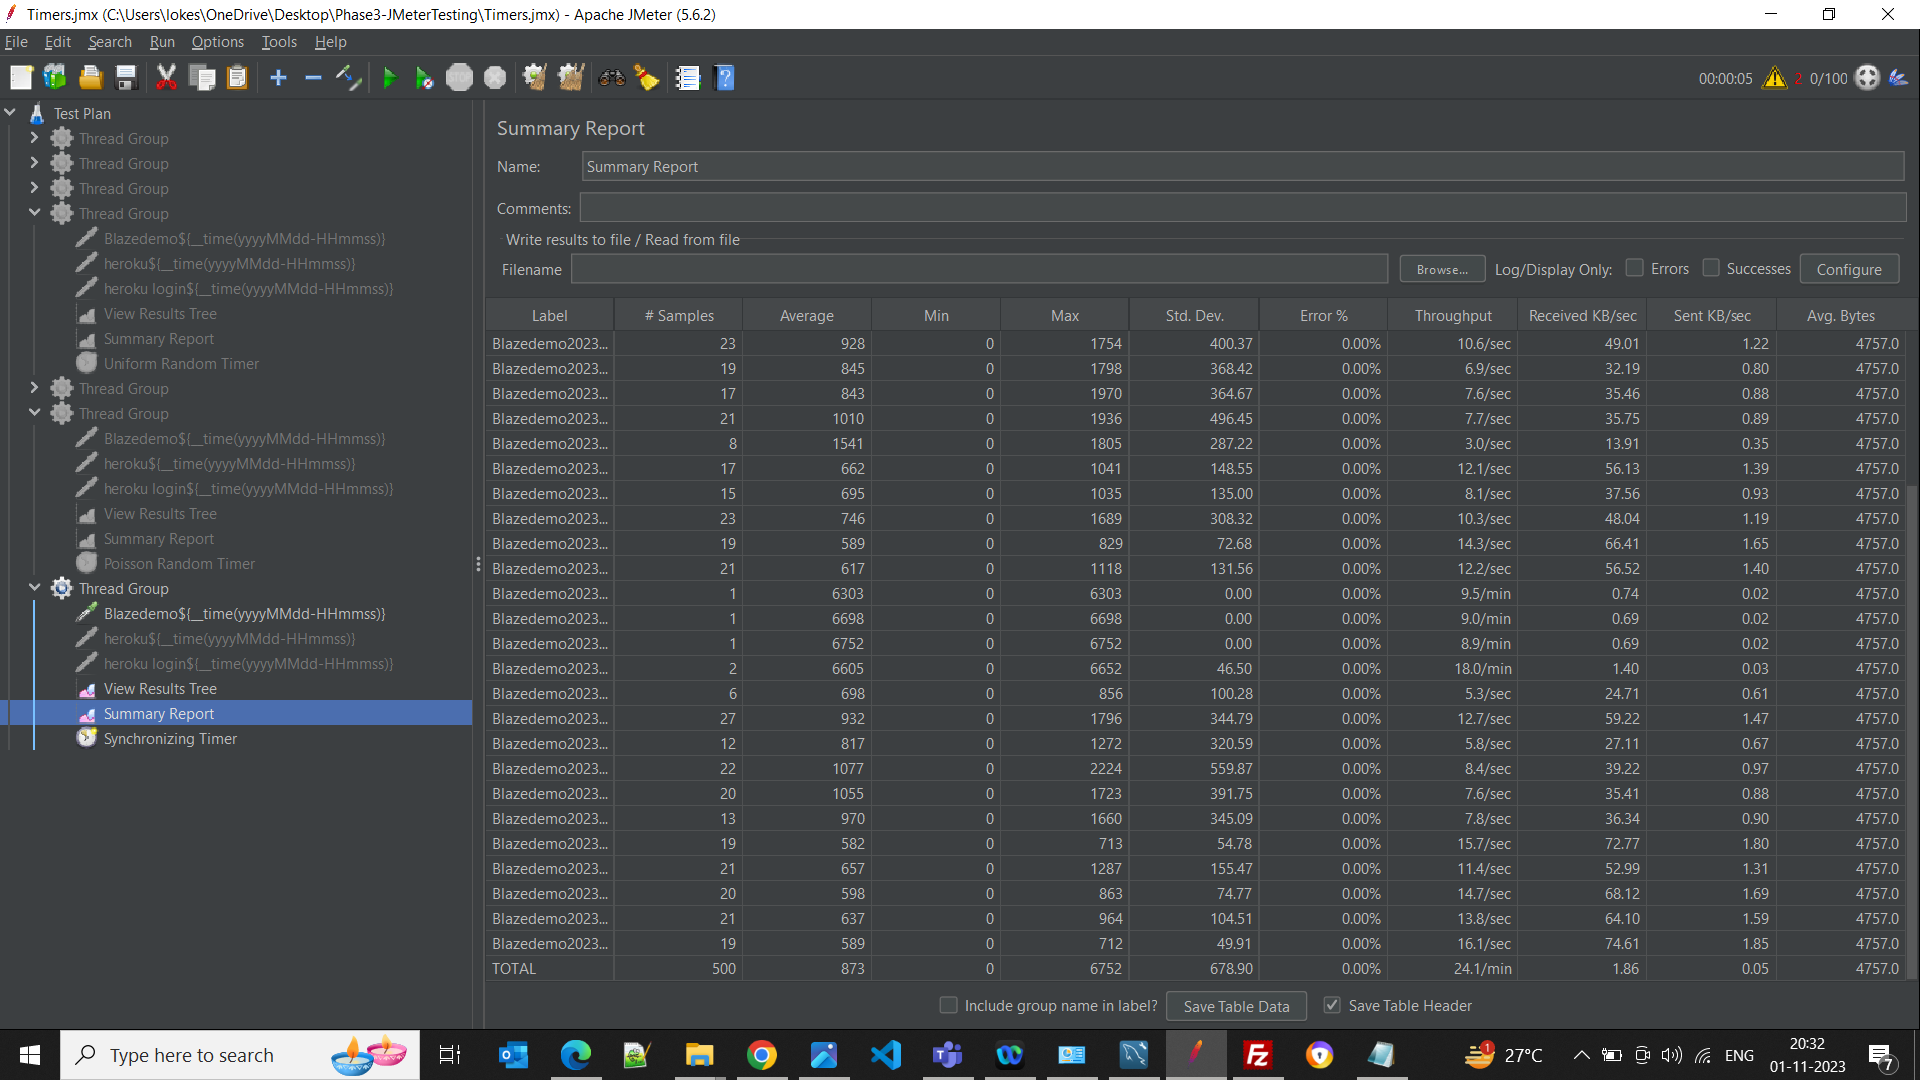 Timers.jmx (C:\Users\lokes\OneDrive\Desktop\Phase3-JMeterTesting\Timers.jmx) - Apache JMeter (5.6.2)
File Edit Search Run Options Tools Help
STOP
00:00:05 2 0/100
Test Plan
Thread Group
Thread Group
Thread Group
Thread Group
Blazedemo${__time(yyyyMMdd-HHmmss)}
heroku${__time(yyyyMMdd-HHmmss)}
heroku login${__time(yyyyMMdd-HHmmss)}
View Results Tree
Summary Report
Uniform Random Timer
Thread Group
Thread Group
Blazedemo${__time(yyyyMMdd-HHmmss)}
heroku${__time(yyyyMMdd-HHmmss)}
heroku login${__time(yyyyMMdd-HHmmss)}
View Results Tree
Summary Report
Poisson Random Timer
Thread Group
Blazedemo${__time(yyyyMMdd-HHmmss)}
heroku${__time(yyyyMMdd-HHmmss)}
heroku login${__time(yyyyMMdd-HHmmss)}
View Results Tree
Summary Report
Synchronizing Timer
Summary Report
Name: Summary Report
Comments:
Write results to file / Read from file
Filename Browse... Log/Display Only: Errors Successes Configure
Label # Samples Average Min Max Std. Dev. Error % Throughput Received KB/sec Sent KB/sec Avg. Bytes
Blazedemo2023... 23 928 0 1754 400.37 0.00% 10.6/sec 49.01 1.22 4757.0
Blazedemo2023... 19 845 0 1798 368.42 0.00% 6.9/sec 32.19 0.80 4757.0
Blazedemo2023... 17 843 0 1970 364.67 0.00% 7.6/sec 35.46 0.88 4757.0
Blazedemo2023... 21 1010 0 1936 496.45 0.00% 7.7/sec 35.75 0.89 4757.0
Blazedemo2023... 8 1541 0 1805 287.22 0.00% 3.0/sec 13.91 0.35 4757.0
Blazedemo2023... 17 662 0 1041 148.55 0.00% 12.1/sec 56.13 1.39 4757.0
Blazedemo2023... 15 695 0 1035 135.00 0.00% 8.1/sec 37.56 0.93 4757.0
Blazedemo2023... 23 746 0 1689 308.32 0.00% 10.3/sec 48.04 1.19 4757.0
Blazedemo2023... 19 589 0 829 72.68 0.00% 14.3/sec 66.41 1.65 4757.0
Blazedemo2023... 21 617 0 1118 131.56 0.00% 12.2/sec 56.52 1.40 4757.0
Blazedemo2023... 1 6303 0 6303 0.00 0.00% 9.5/min 0.74 0.02 4757.0
Blazedemo2023... 1 6698 0 6698 0.00 0.00% 9.0/min 0.69 0.02 4757.0
Blazedemo2023... 1 6752 0 6752 0.00 0.00% 8.9/min 0.69 0.02 4757.0
Blazedemo2023... 2 6605 0 6652 46.50 0.00% 18.0/min 1.40 0.03 4757.0
Blazedemo2023... 6 698 0 856 100.28 0.00% 5.3/sec 24.71 0.61 4757.0
Blazedemo2023... 27 932 0 1796 344.79 0.00% 12.7/sec 59.22 1.47 4757.0
Blazedemo2023... 12 817 0 1272 320.59 0.00% 5.8/sec 27.11 0.67 4757.0
Blazedemo2023... 22 1077 0 2224 559.87 0.00% 8.4/sec 39.22 0.97 4757.0
Blazedemo2023... 20 1055 0 1723 391.75 0.00% 7.6/sec 35.41 0.88 4757.0
Blazedemo2023... 13 970 0 1660 345.09 0.00% 7.8/sec 36.34 0.90 4757.0
Blazedemo2023... 19 582 0 713 54.78 0.00% 15.7/sec 72.77 1.80 4757.0
Blazedemo2023... 21 657 0 1287 155.47 0.00% 11.4/sec 52.99 1.31 4757.0
Blazedemo2023... 20 598 0 863 74.77 0.00% 14.7/sec 68.12 1.69 4757.0
Blazedemo2023... 21 637 0 964 104.51 0.00% 13.8/sec 64.10 1.59 4757.0
Blazedemo2023... 19 589 0 712 49.91 0.00% 16.1/sec 74.61 1.85 4757.0
TOTAL 500 873 0 6752 678.90 0.00% 24.1/min 1.86 0.05 4757.0
Include group name in label? Save Table Data Save Table Header
Type here to search
1 27°C ENG 20:32
01-11-2023
7